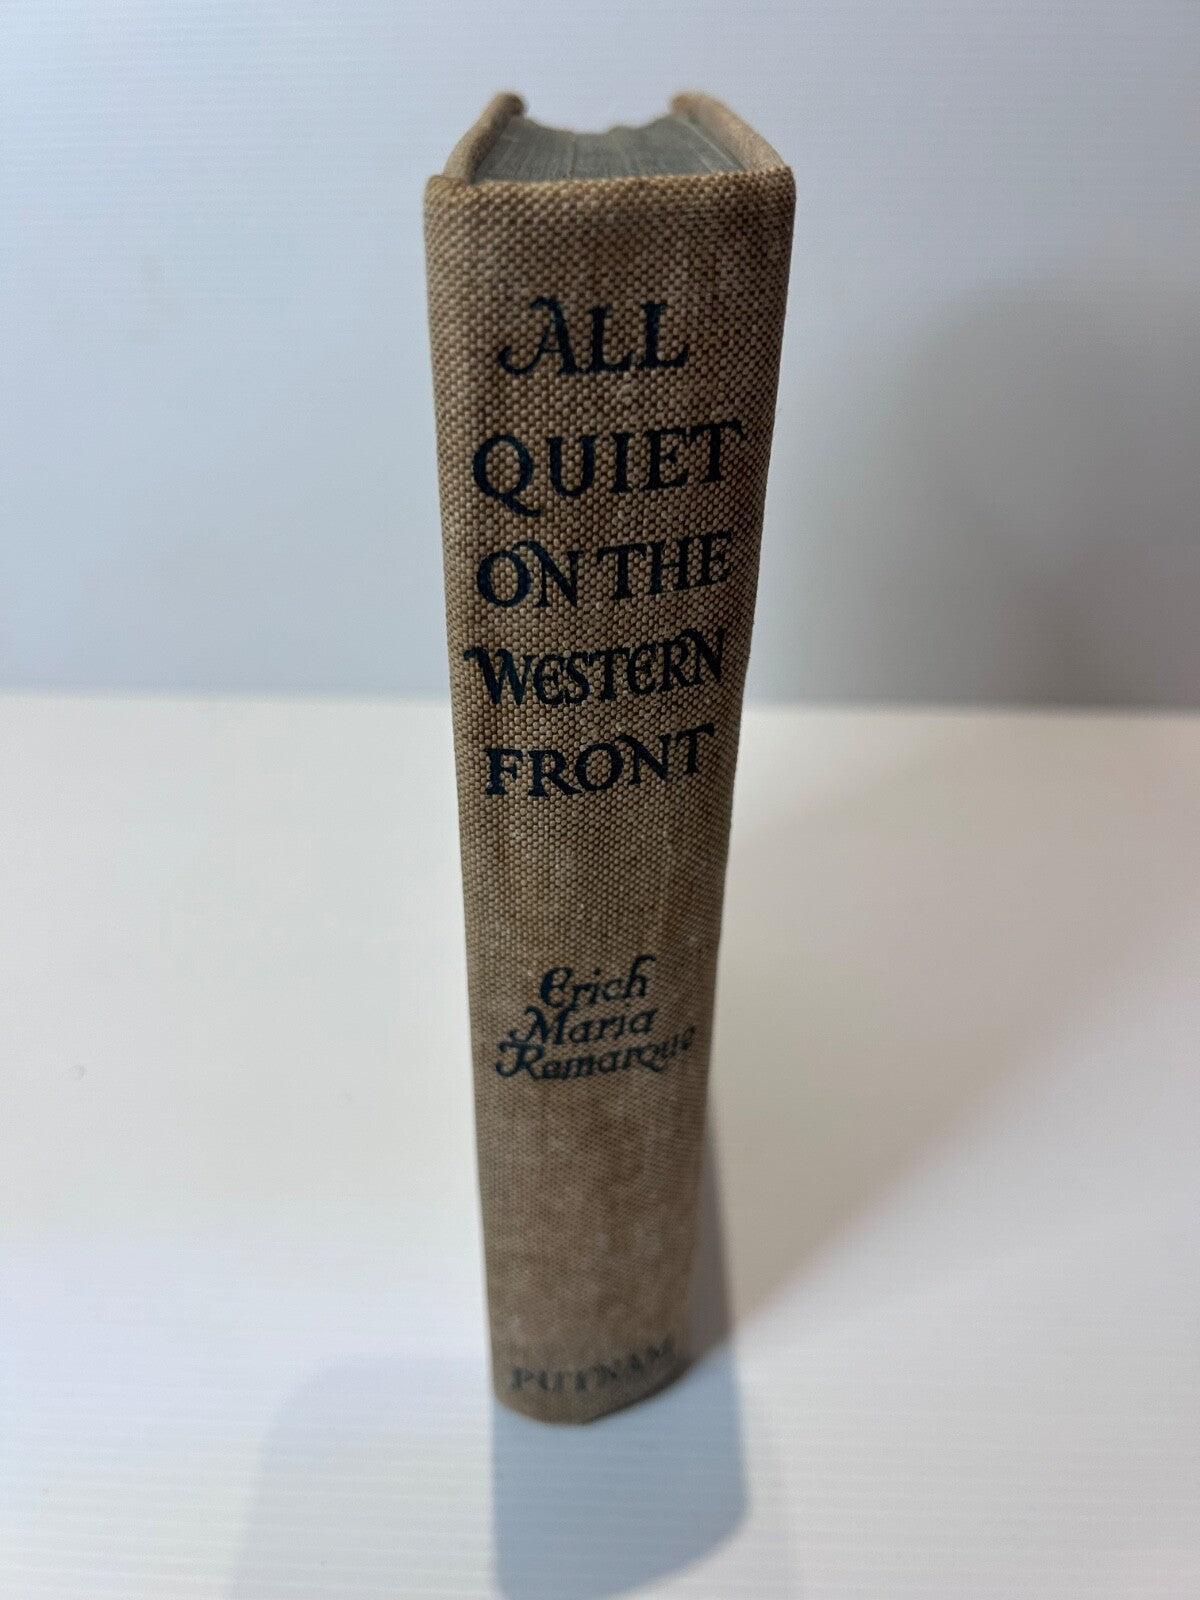 ALL
QUIET
ON THE
WESTERN
FRONT
Erich
Maria
Remarque
PUTNAM